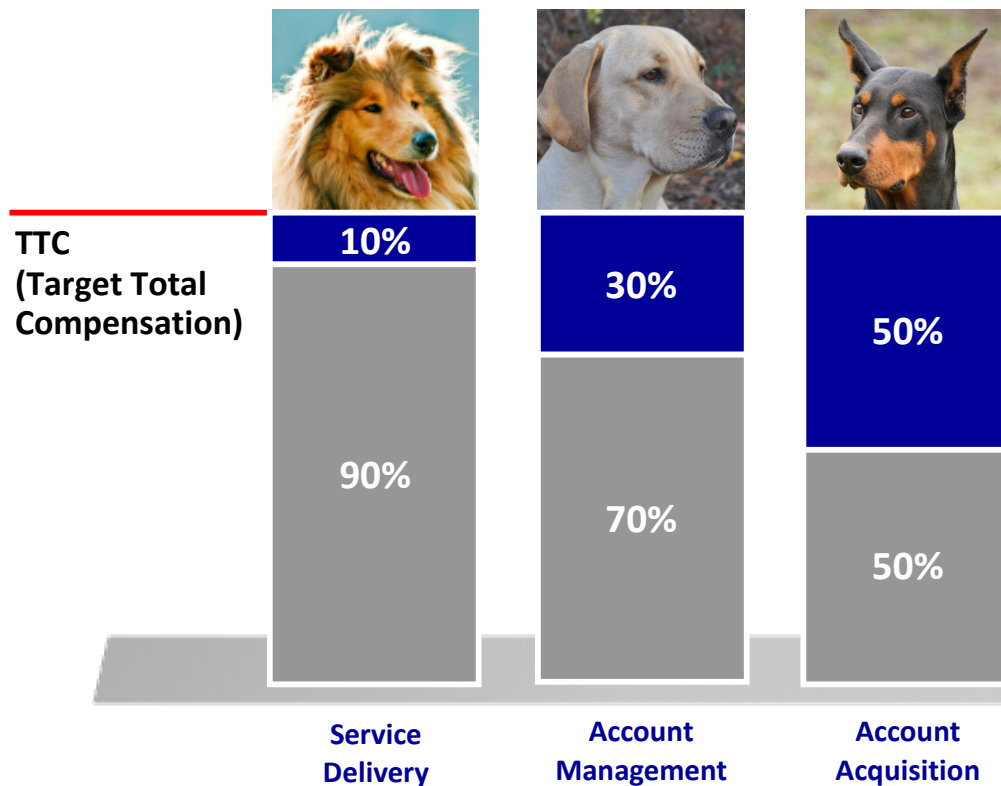 TTC
(Target Total
Compensation)
10%
30%
50%
90%
70%
50%
Service
Delivery
Account
Management
Account
Acquisition